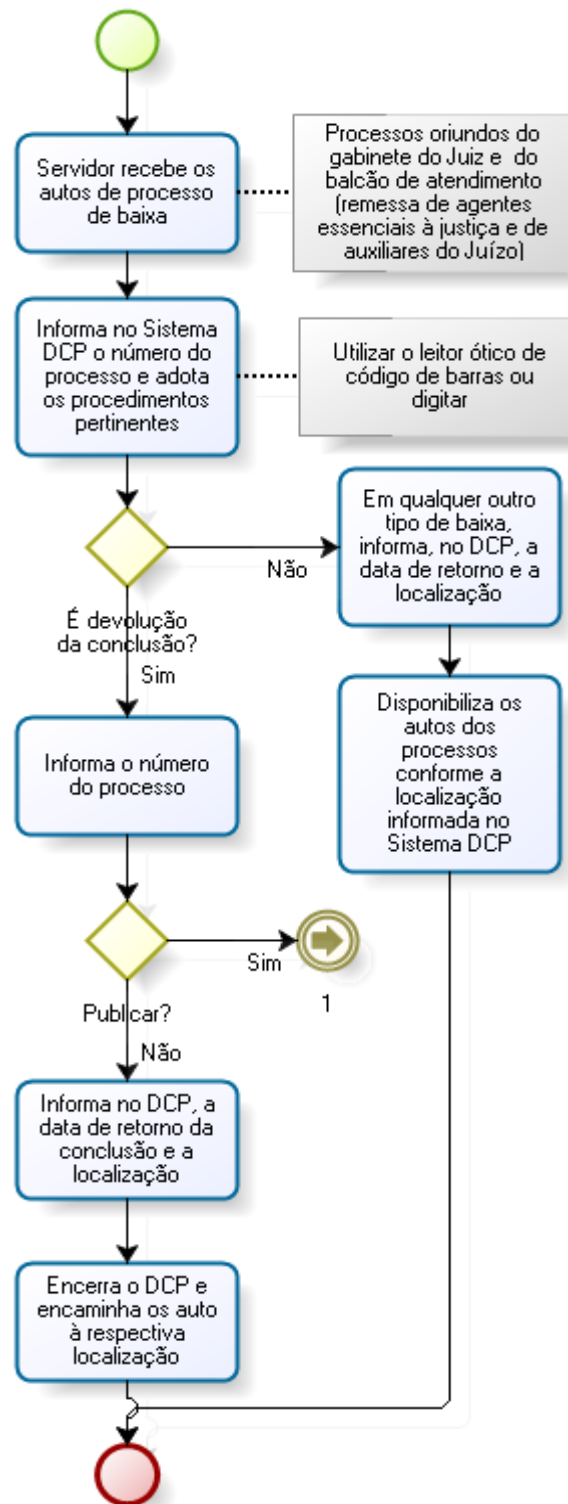 Servidor recebe os
autos de processo
de baixa
Processos oriundos do
gabinete do Juiz e do
balcão de atendimento
(remessa de agentes
essenciais à justiça e de
auxiliares do Juízo)
Informa no Sistema
DCP o número do
processo e adota
os procedimentos
pertinentes
Utilizar o leitor ótico de
código de barras ou
digitar
É devolução
da conclusão?
Não
Sim
Em qualquer outro
tipo de baixa,
informa, no DCP, a
data de retorno e a
localização
Disponibiliza os
autos dos
processos
conforme a
localização
informada no
Sistema DCP
Informa o número
do processo
Publicar?
Sim
1
Não
Informa no DCP, a
data de retorno da
conclusão e a
localização
Encerra o DCP e
encaminha os auto
à respectiva
localização